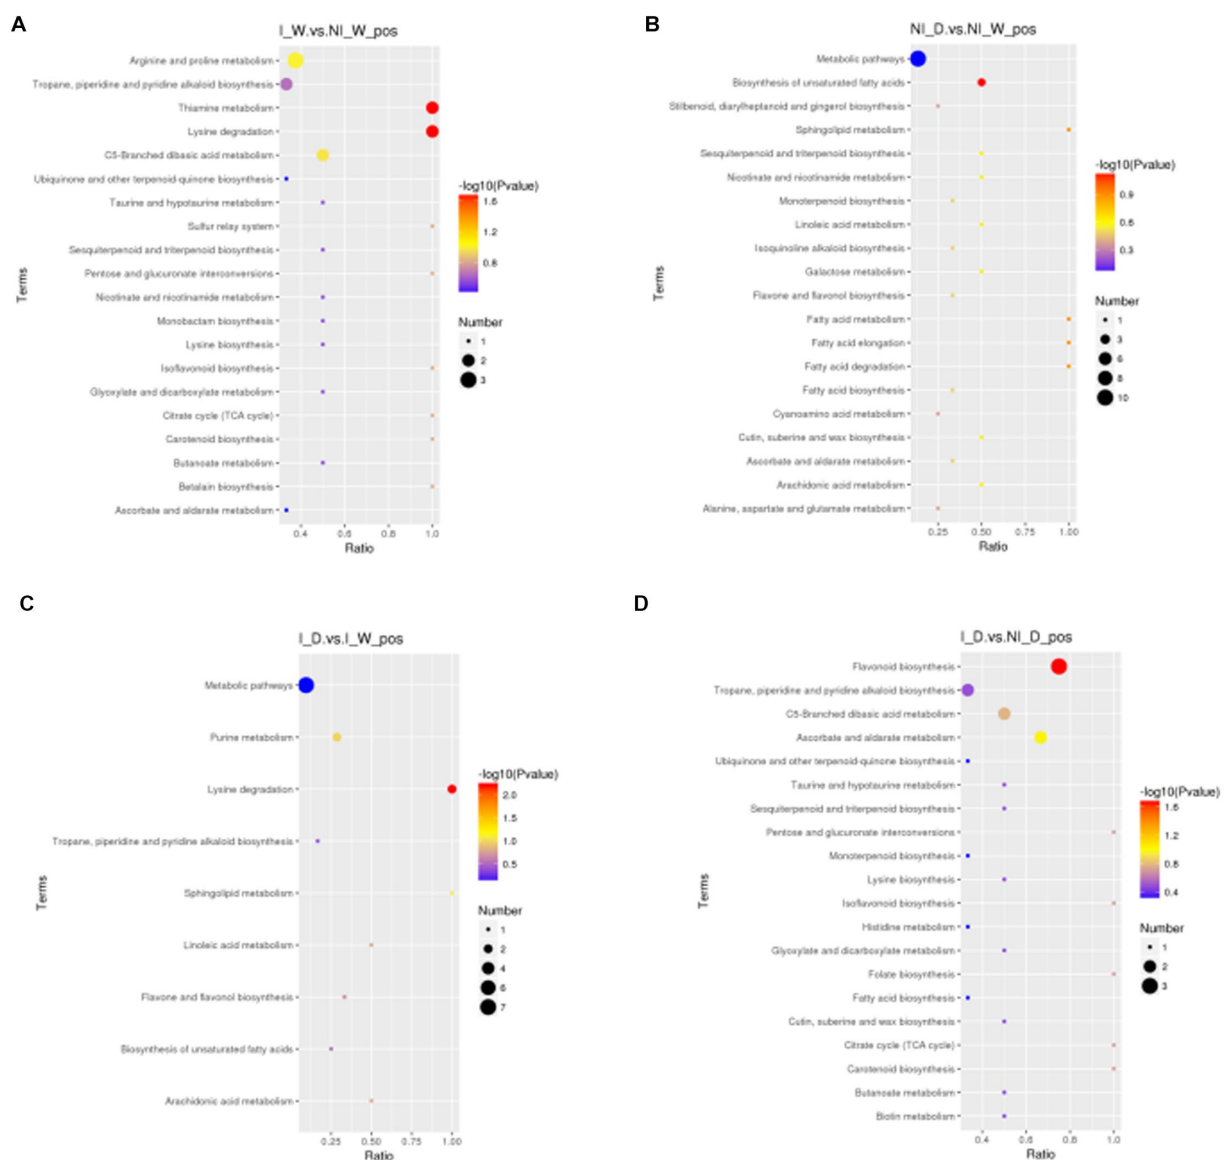 A
I_W.vs.NI_W_pos
Arginine and proline metabolism
Tropane, piperidine and pyridine alkaloid biosynthesis
Thiamine metabolism
Lysine degradation
C5-Branched dibasic acid metabolism
Ubiquinone and other terpenoid-quinone biosynthesis
Taurine and hypotaurine metabolism
Sulfur relay system
Sesquiterpenoid and triterpenoid biosynthesis
Pentose and glucuronate interconversions
Nicotinate and nicotinamide metabolism
Monobactam biosynthesis
Lysine biosynthesis
Isoflavonoid biosynthesis
Glyoxylate and dicarboxylate metabolism
Citrate cycle (TCA cycle)
Carotenoid biosynthesis
Butanoate metabolism
Betalain biosynthesis
Ascorbate and aldarate metabolism
Terms
0.4 0.6 0.8 1.0
Ratio
-log10(Pvalue)
1.6
1.2
0.8
Number
1
2
3
B
NI_D.vs.NI_W_pos
Metabolic pathways
Biosynthesis of unsaturated fatty acids
Stilbenoid, diarylheptanoid and gingerol biosynthesis
Sphingolipid metabolism
Sesquiterpenoid and triterpenoid biosynthesis
Nicotinate and nicotinamide metabolism
Monoterpenoid biosynthesis
Linoleic acid metabolism
Isoquinoline alkaloid biosynthesis
Galactose metabolism
Flavone and flavonol biosynthesis
Fatty acid metabolism
Fatty acid elongation
Fatty acid degradation
Fatty acid biosynthesis
Cyanoamino acid metabolism
Cutin, suberine and wax biosynthesis
Ascorbate and aldarate metabolism
Arachidonic acid metabolism
Alanine, aspartate and glutamate metabolism
Terms
0.25 0.50 0.75 1.00
Ratio
-log10(Pvalue)
0.9
0.6
0.3
Number
1
3
6
8
10
C
I_D.vs.I_W_pos
Metabolic pathways
Purine metabolism
Lysine degradation
Tropane, piperidine and pyridine alkaloid biosynthesis
Sphingolipid metabolism
Linoleic acid metabolism
Flavone and flavonol biosynthesis
Biosynthesis of unsaturated fatty acids
Arachidonic acid metabolism
Terms
0.25 0.50 0.75 1.00
Ratio
-log10(Pvalue)
2.0
1.5
1.0
0.5
Number
1
2
4
6
7
D
I_D.vs.NI_D_pos
Flavonoid biosynthesis
Tropane, piperidine and pyridine alkaloid biosynthesis
C5-Branched dibasic acid metabolism
Ascorbate and aldarate metabolism
Ubiquinone and other terpenoid-quinone biosynthesis
Taurine and hypotaurine metabolism
Sesquiterpenoid and triterpenoid biosynthesis
Pentose and glucuronate interconversions
Monoterpenoid biosynthesis
Lysine biosynthesis
Isoflavonoid biosynthesis
Histidine metabolism
Glyoxylate and dicarboxylate metabolism
Folate biosynthesis
Fatty acid biosynthesis
Cutin, suberine and wax biosynthesis
Citrate cycle (TCA cycle)
Carotenoid biosynthesis
Butanoate metabolism
Biotin metabolism
Terms
0.4 0.6 0.8 1.0
Ratio
-log10(Pvalue)
1.6
1.2
0.8
0.4
Number
1
2
3